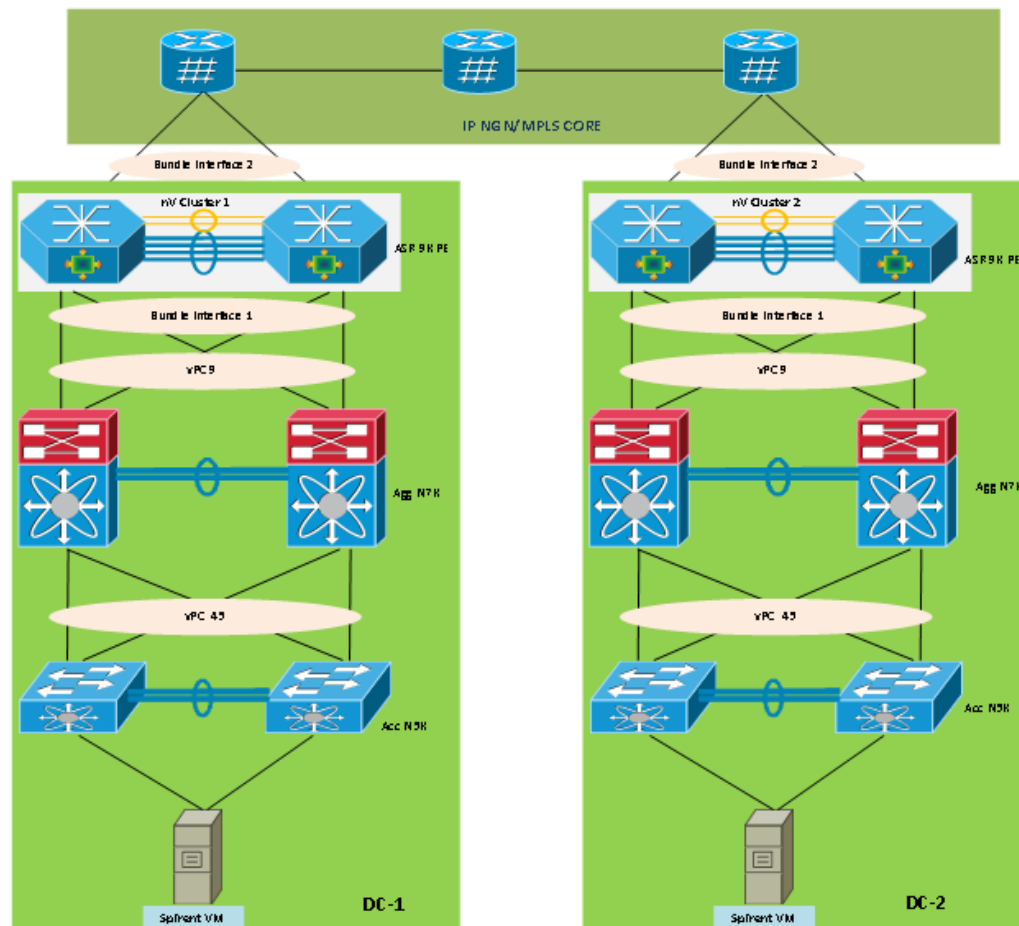 IP NGN/MPLS CORE
Bundle Interface 2
Bundle Interface 2
nV Cluster 1
ASR 9K PE
Bundle Interface 1
vPC 9
Agg N7K
vPC 45
Acc N5K
DC-1
Spirent VM
nV Cluster 2
ASR 9K PE
Bundle Interface 1
vPC 9
Agg N7K
vPC 45
Acc N5K
DC-2
Spirent VM